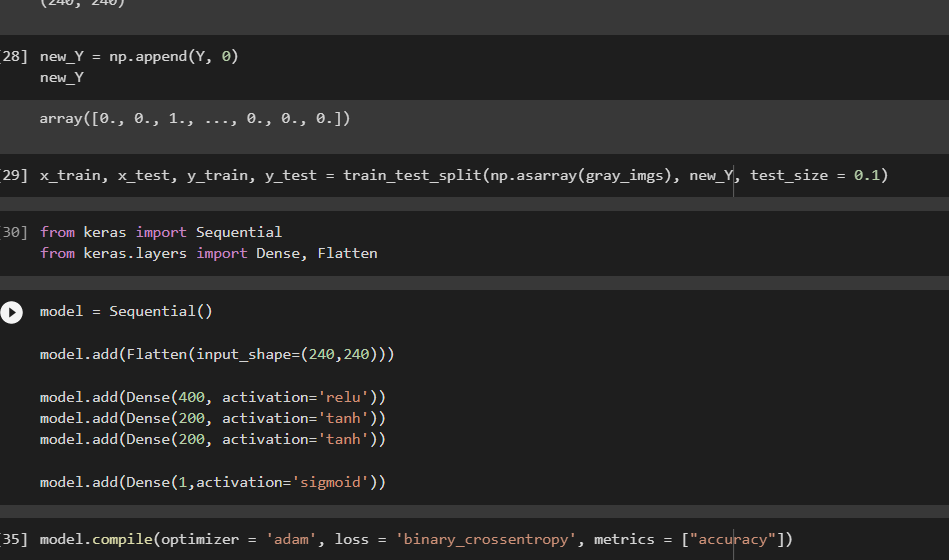 (240, 240)
[28] new_Y = np.append(Y, 0)
new_Y
array([0., 0., 1., ..., 0., 0., 0.])
[29] x_train, x_test, y_train, y_test = train_test_split(np.asarray(gray_imgs), new_Y, test_size = 0.1)
[30] from keras import Sequential
from keras.layers import Dense, Flatten
model = Sequential()
model.add(Flatten(input_shape=(240,240)))
model.add(Dense(400, activation='relu'))
model.add(Dense(200, activation='tanh'))
model.add(Dense(200, activation='tanh'))
model.add(Dense(1,activation='sigmoid'))
[35] model.compile(optimizer = 'adam', loss = 'binary_crossentropy', metrics = ["accuracy"])